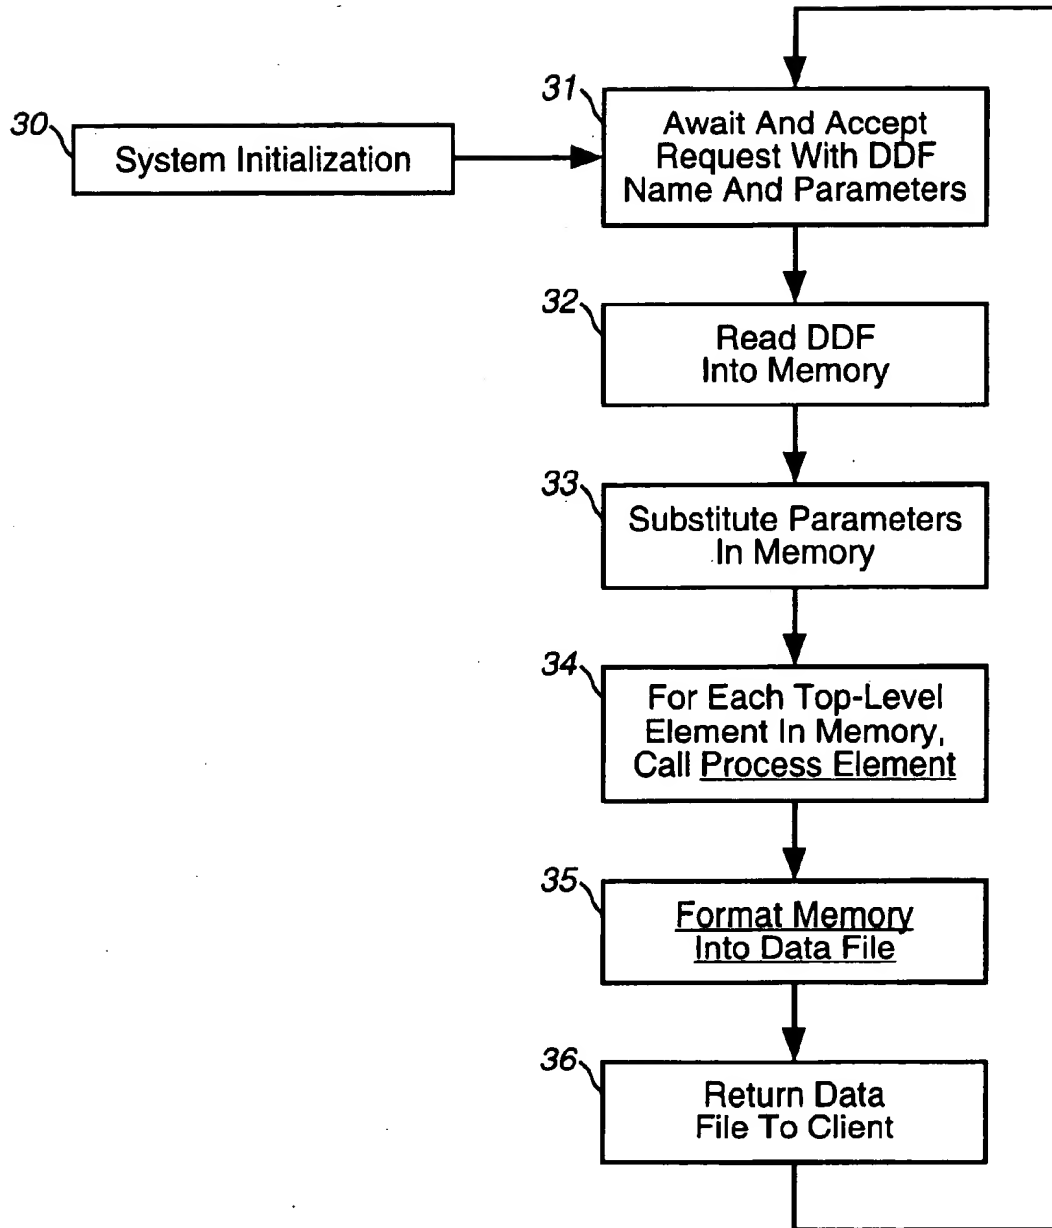 30
System Initialization
31
Await And Accept
Request With DDF
Name And Parameters
32
Read DDF
Into Memory
33
Substitute Parameters
In Memory
34
For Each Top-Level
Element In Memory,
Call Process Element
35
Format Memory
Into Data File
36
Return Data
File To Client